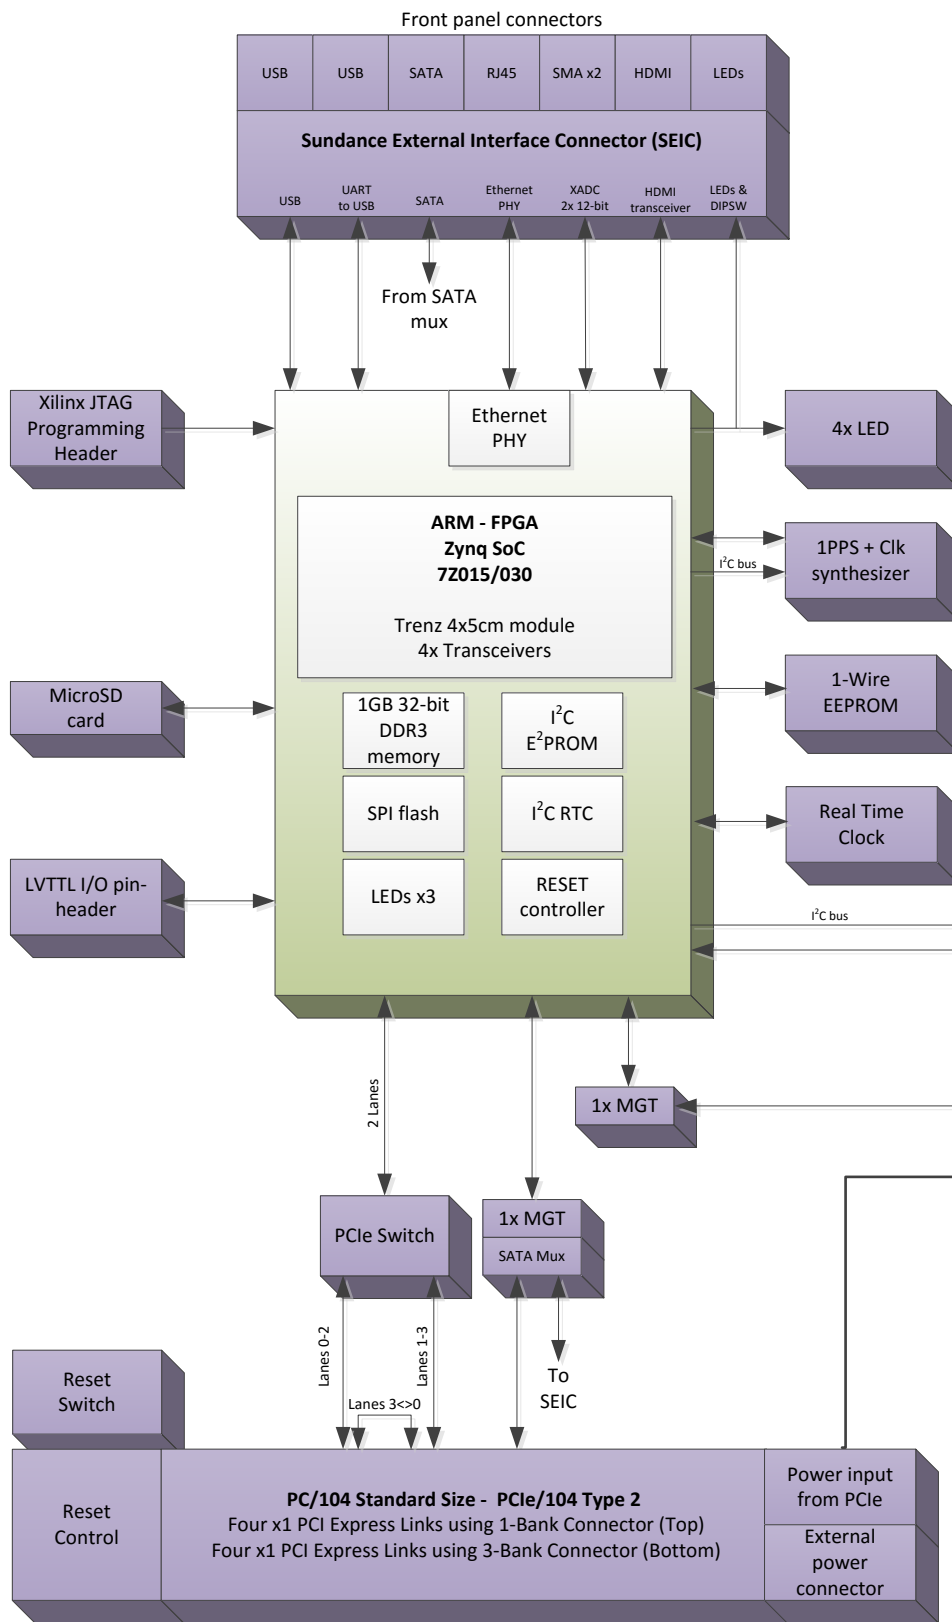 Front panel connectors
USB
USB
SATA
RJ45
SMA x2
HDMI
LEDs
Sundance External Interface Connector (SEIC)
USB
UART
to USB
SATA
Ethernet
PHY
XADC
2x 12-bit
HDMI
transceiver
LEDs &
DIPSW
From SATA
mux
Xilinx JTAG
Programming
Header
Ethernet
PHY
4x LED
ARM - FPGA
Zynq SoC
7Z015/030
Trenz 4x5cm module
4x Transceivers
I²C bus
1PPS + Clk
synthesizer
MicroSD
card
1GB 32-bit
DDR3
memory
I²C
E²PROM
1-Wire
EEPROM
SPI flash
I²C RTC
Real Time
Clock
LVTTL I/O pin-
header
LEDs x3
RESET
controller
I²C bus
2 Lanes
1x MGT
PCIe Switch
1x MGT
SATA Mux
Lanes 0-2
Lanes 1-3
Lanes 3<>0
To
SEIC
Reset
Switch
Reset
Control
PC/104 Standard Size - PCIe/104 Type 2
Four x1 PCI Express Links using 1-Bank Connector (Top)
Four x1 PCI Express Links using 3-Bank Connector (Bottom)
Power input
from PCIe
External
power
connector